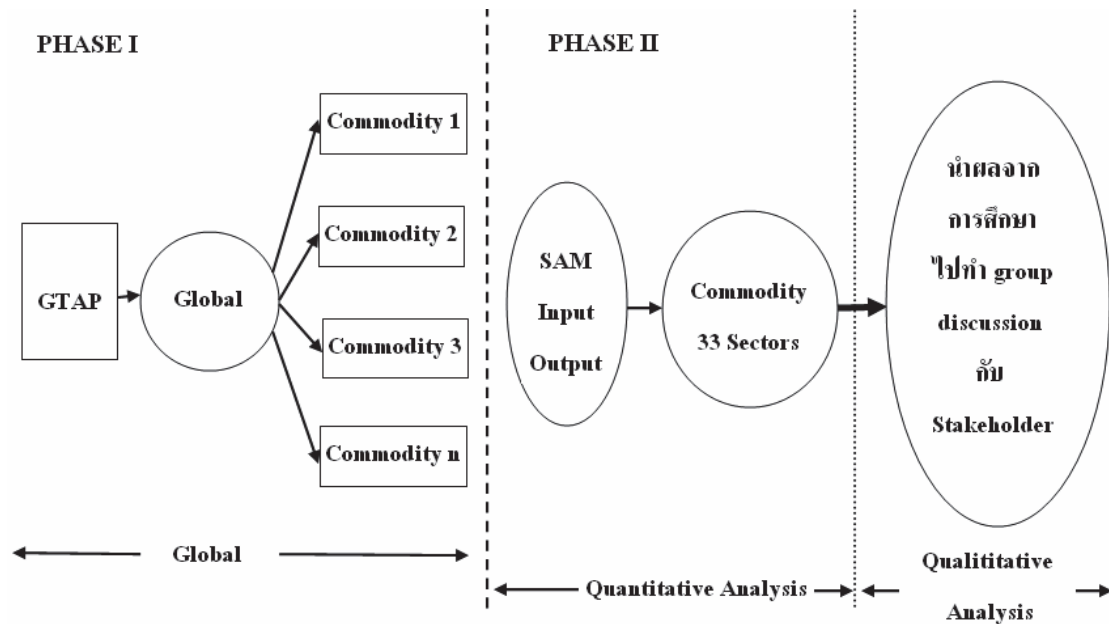 PHASE I
Commodity 1
Commodity 2
GTAP
Global
Commodity 3
Commodity n
Global
PHASE II
SAM
Input
Output
Commodity
33 Sectors
Quantitative Analysis
นำผลจาก
การศึกษา
ไปทำ group
discussion
กับ
Stakeholder
Qualititative
Analysis